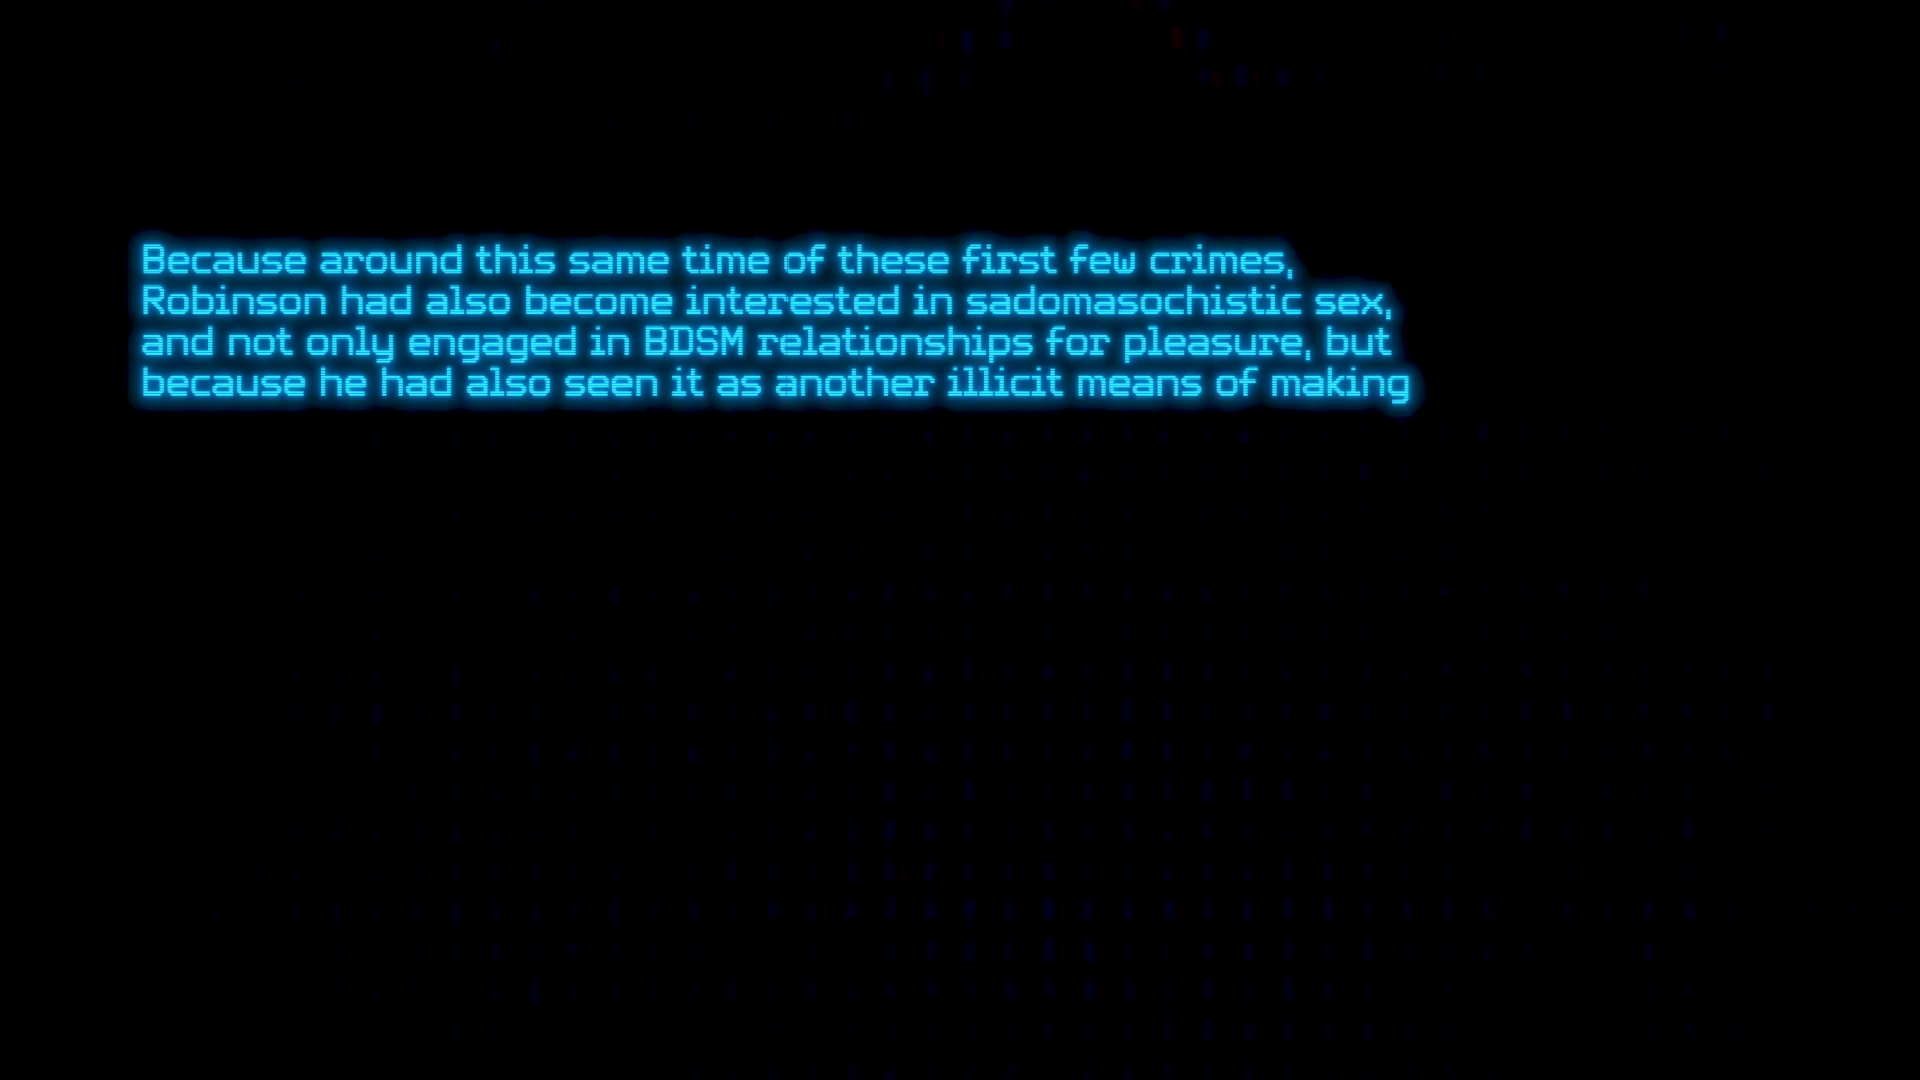 Because around this same time of these first few crimes,
Robinson had also become interested in sadomasochistic sex,
and not only engaged in BDSM relationships for pleasure, but
because he had also seen it as another illicit means of making